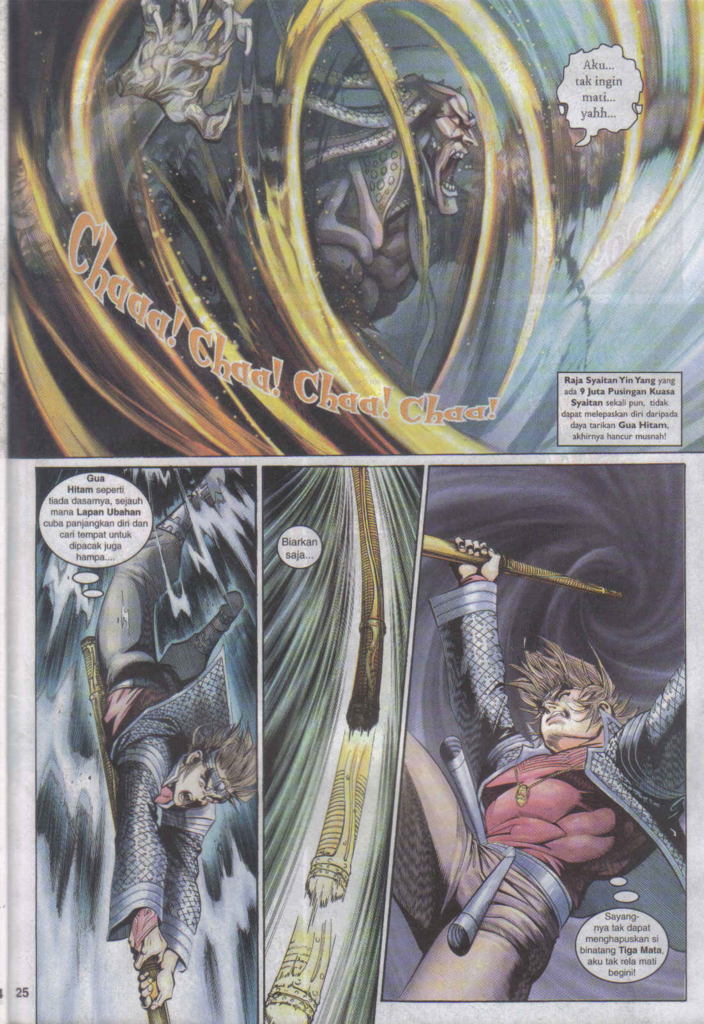 Aku...
tak ingin
mati...
yahh...
Chaaa! Chaa! Chaa! Chaa!
Raja Syaitan Yin Yang yang
ada 9 Juta Pusingan Kuasa
Syaitan sekali pun, tidak
dapat melepaskan diri daripada
daya tarikan Gua Hitam,
akhirnya hancur musnah!
Gua
Hitam seperti
tiada dasarnya, sejauh
mana Lapan Ubahan
cuba panjangkan diri dan
cari tempat untuk
dipacak juga
hampa....
Biarkan
saja...
Sayang-
nya tak dapat
menghapuskan si
binatang Tiga Mata,
aku tak rela mati
begini!
25